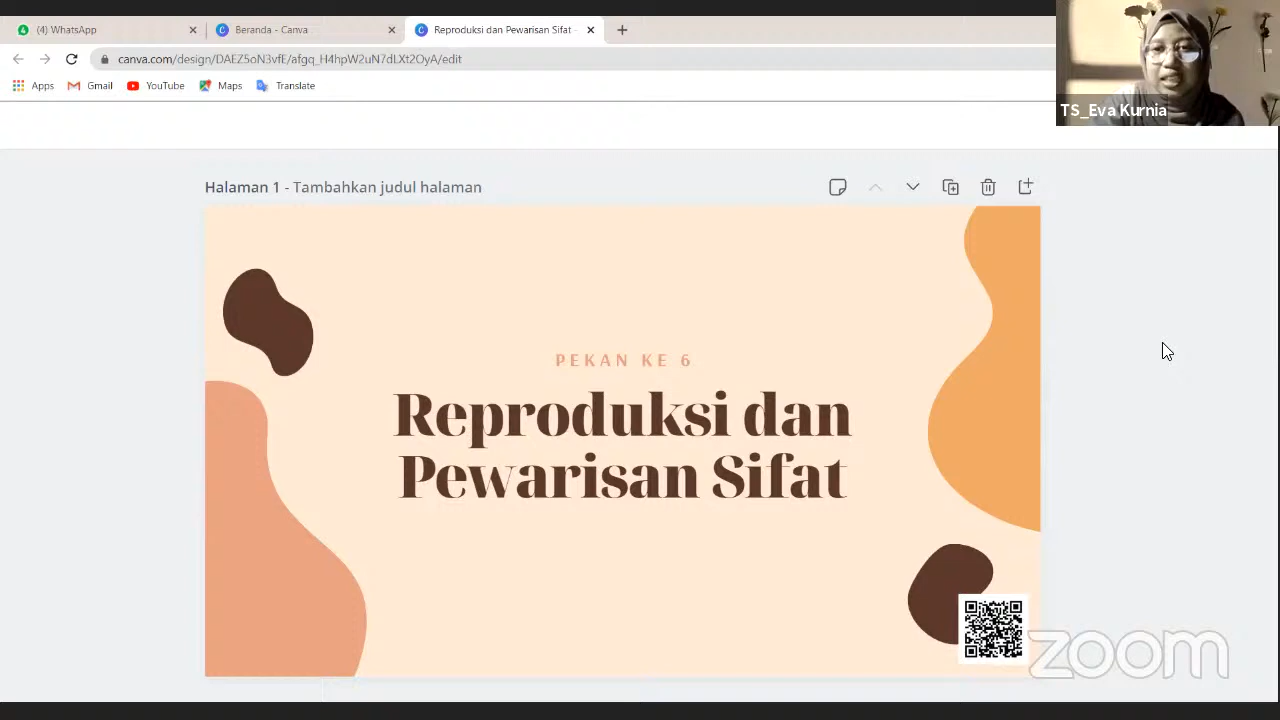 (4) WhatsApp
Beranda - Canva
Reproduksi dan Pewarisan Sifat -
canva.com/design/DAEZ5oN3vfE/afgq_H4hpW2uN7dLXt2OyA/edit
Apps
Gmail
YouTube
Maps
Translate
TS_Eva Kurnia
Halaman 1 - Tambahkan judul halaman
PEKAN KE 6
Reproduksi dan
Pewarisan Sifat
zoom